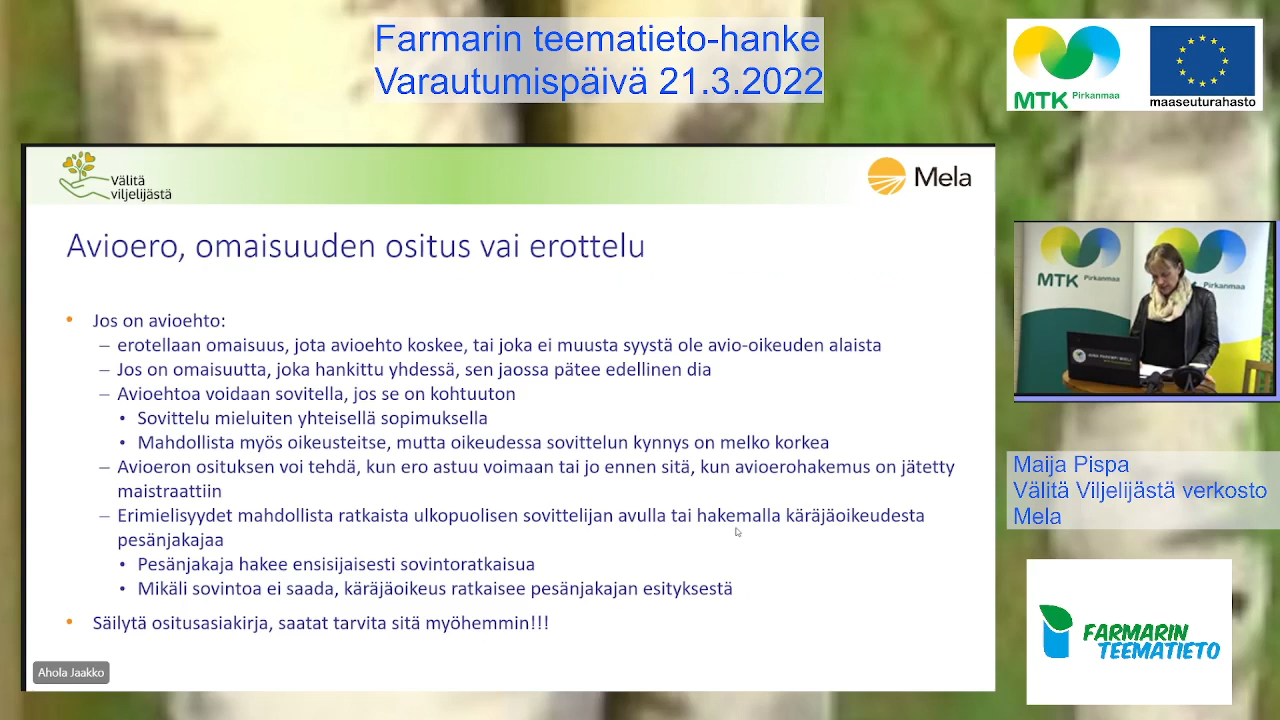 Farmarin teematieto-hanke
Varautumispäivä 21.3.2022
MTK Pirkanmaa
maaseuturahasto
Välitä
viljelijästä
Mela
Avioero, omaisuuden ositus vai erottelu
• Jos on avioehto:
– erotellaan omaisuus, jota avioehto koskee, tai joka ei muusta syystä ole avio-oikeuden alaista
– Jos on omaisuutta, joka hankittu yhdessä, sen jaossa pätee edellinen dia
– Avioehtoa voidaan sovitella, jos se on kohtuuton
• Sovittelu mieluiten yhteisellä sopimuksella
• Mahdollista myös oikeusteitse, mutta oikeudessa sovittelun kynnys on melko korkea
– Avioeron osituksen voi tehdä, kun ero astuu voimaan tai jo ennen sitä, kun avioerohakemus on jätetty
maistraattiin
– Erimielisyydet mahdollista ratkaista ulkopuolisen sovittelijan avulla tai hakemalla käräjäoikeudesta
pesänjakajaa
• Pesänjakaja hakee ensisijaisesti sovintoratkaisua
• Mikäli sovintoa ei saada, käräjäoikeus ratkaisee pesänjakajan esityksestä
• Säilytä ositusasiakirja, saatat tarvita sitä myöhemmin!!!
Ahola Jaakko
MTK Pirkanmaa
Pirkanmaa
Maija Pispa
Välitä Viljelijästä verkosto
Mela
FARMARIN
TEEMATIETO